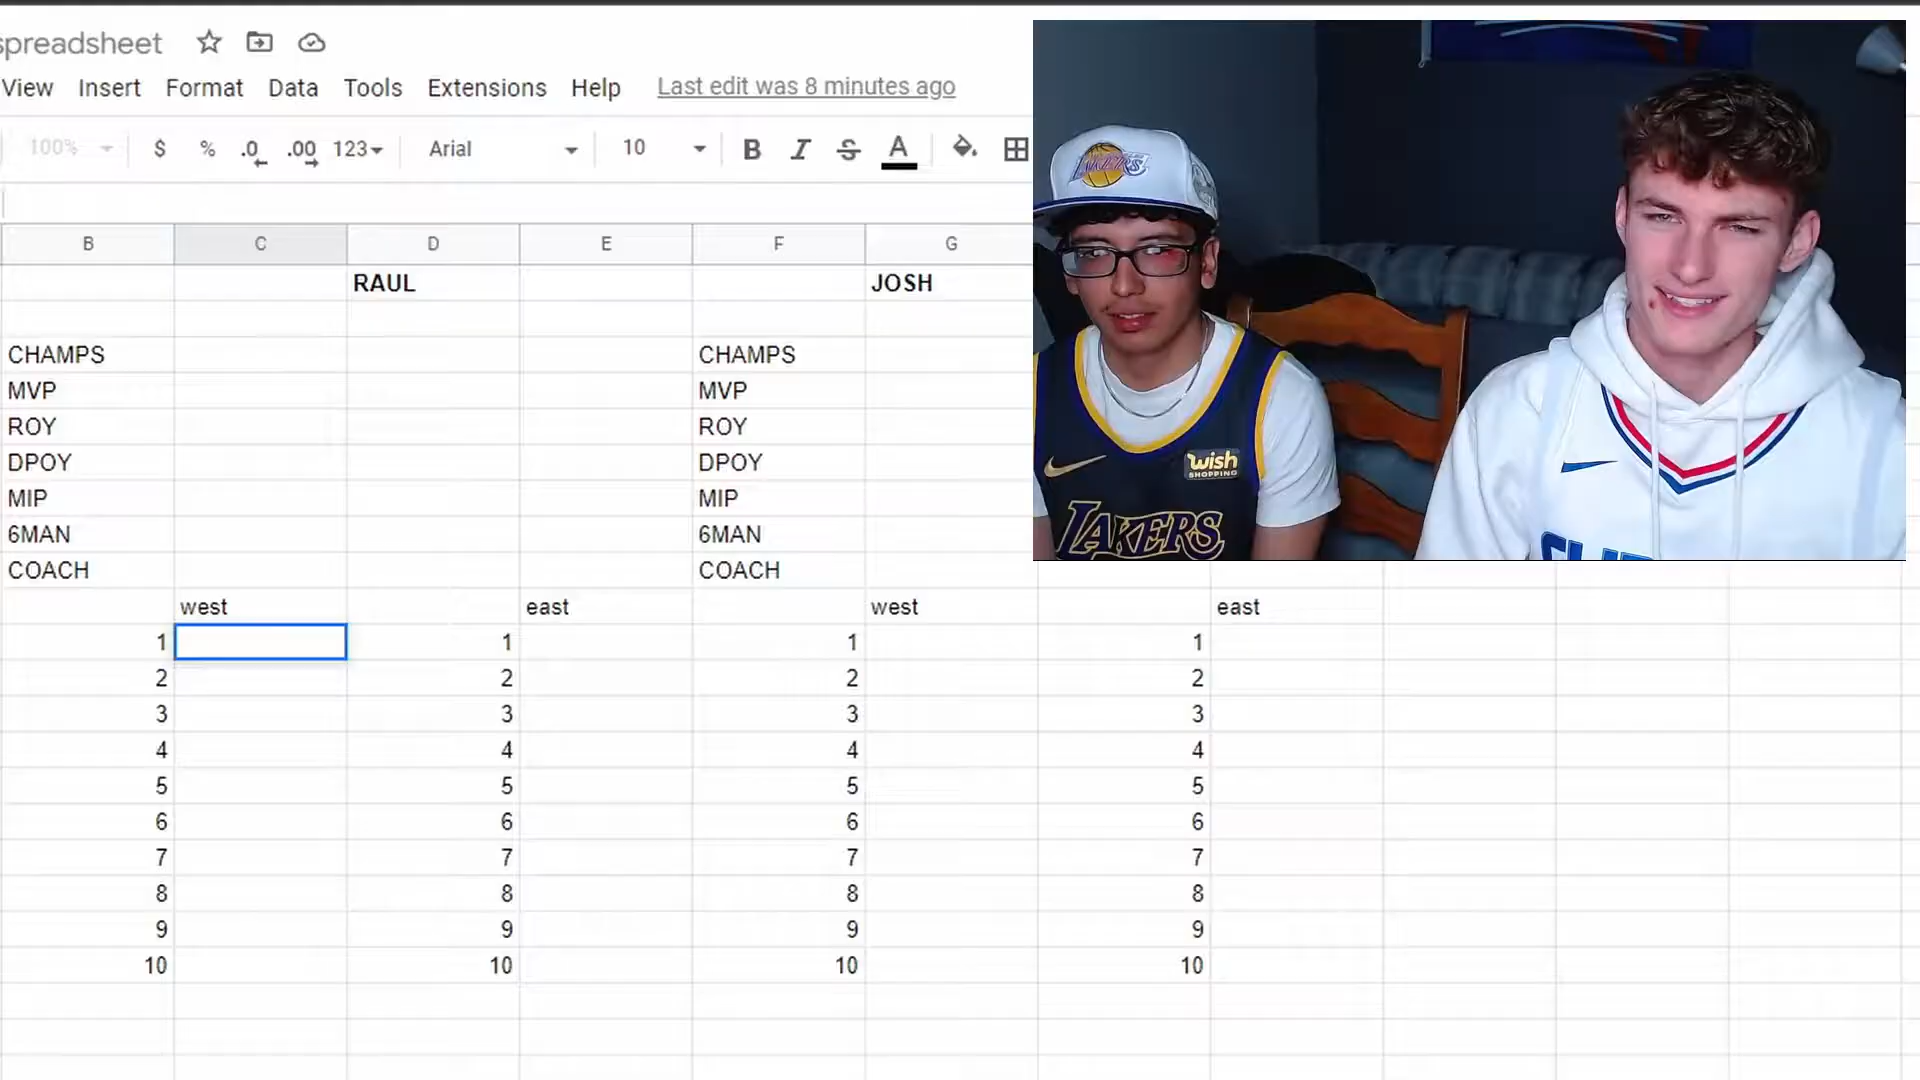 spreadsheet
View Insert Format Data Tools Extensions Help Last edit was 8 minutes ago
100% $ % .0 .00 123 Arial 10 B I S A
B C D E F G
RAUL JOSH
CHAMPS CHAMPS
MVP MVP
ROY ROY
DPOY DPOY
MIP MIP
6MAN 6MAN
COACH COACH
west east west east
1 1 1 1
2 2 2 2
3 3 3 3
4 4 4 4
5 5 5 5
6 6 6 6
7 7 7 7
8 8 8 8
9 9 9 9
10 10 10 10
LAKERS
wish
SHOPPING
LAKERS